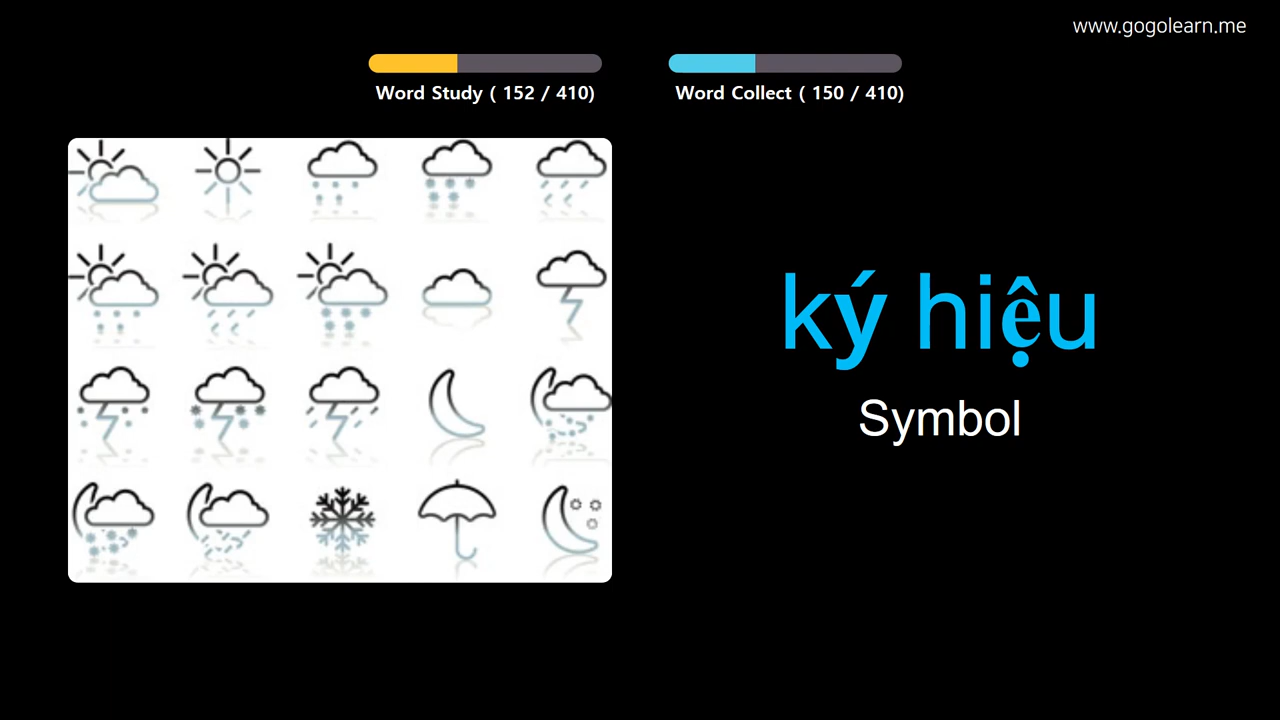 www.gogolearn.me
Word Study ( 152 / 410)
Word Collect ( 150 / 410)
ký hiệu
Symbol